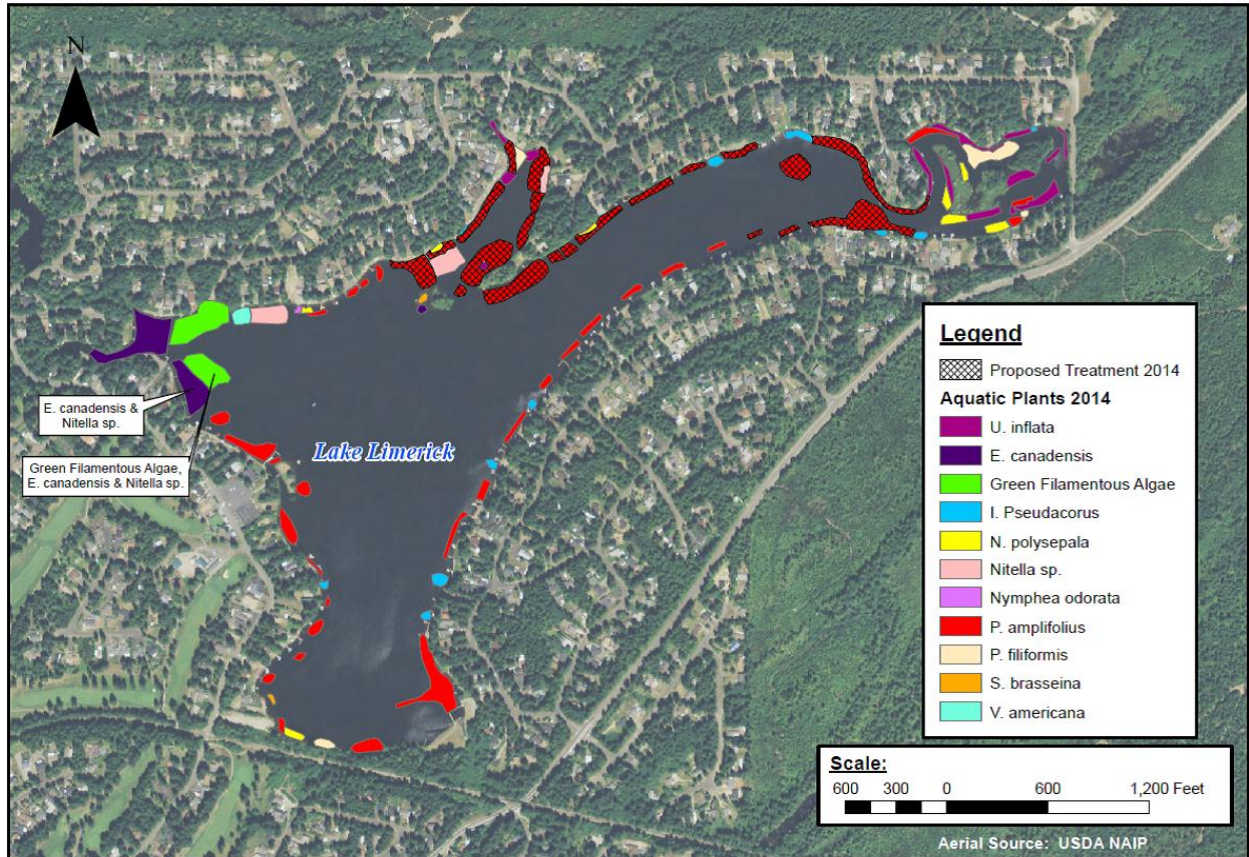 N
E. canadensis &
Nitella sp.
Green Filamentous Algae,
E. canadensis & Nitella sp.
Lake Limerick
Legend
Proposed Treatment 2014
Aquatic Plants 2014
U. inflata
E. canadensis
Green Filamentous Algae
I. Pseudacorus
N. polysepala
Nitella sp.
Nymphea odorata
P. amplifolius
P. filiformis
S. brasseina
V. americana
Scale:
600 300 0 600 1,200 Feet
Aerial Source: USDA NAIP